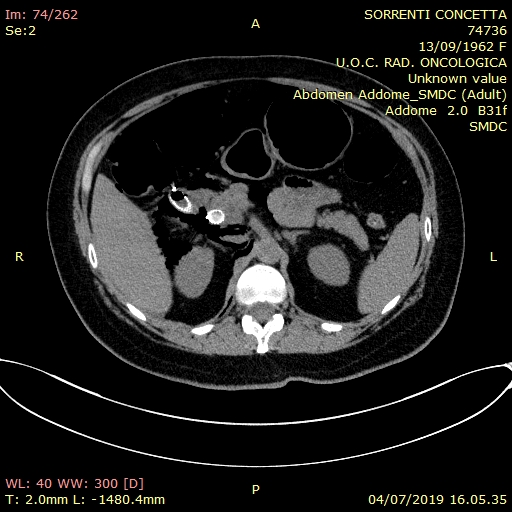 Im: 74/262
Se:2
A
SORRENTI CONCETTA
74736
13/09/1962 F
U.O.C. RAD. ONCOLOGICA
Unknown value
Abdomen Addome_SMDC (Adult)
Addome 2.0 B31f
SMDC
R
L
WL: 40 WW: 300 [D]
T: 2.0mm L: -1480.4mm
P
04/07/2019 16.05.35